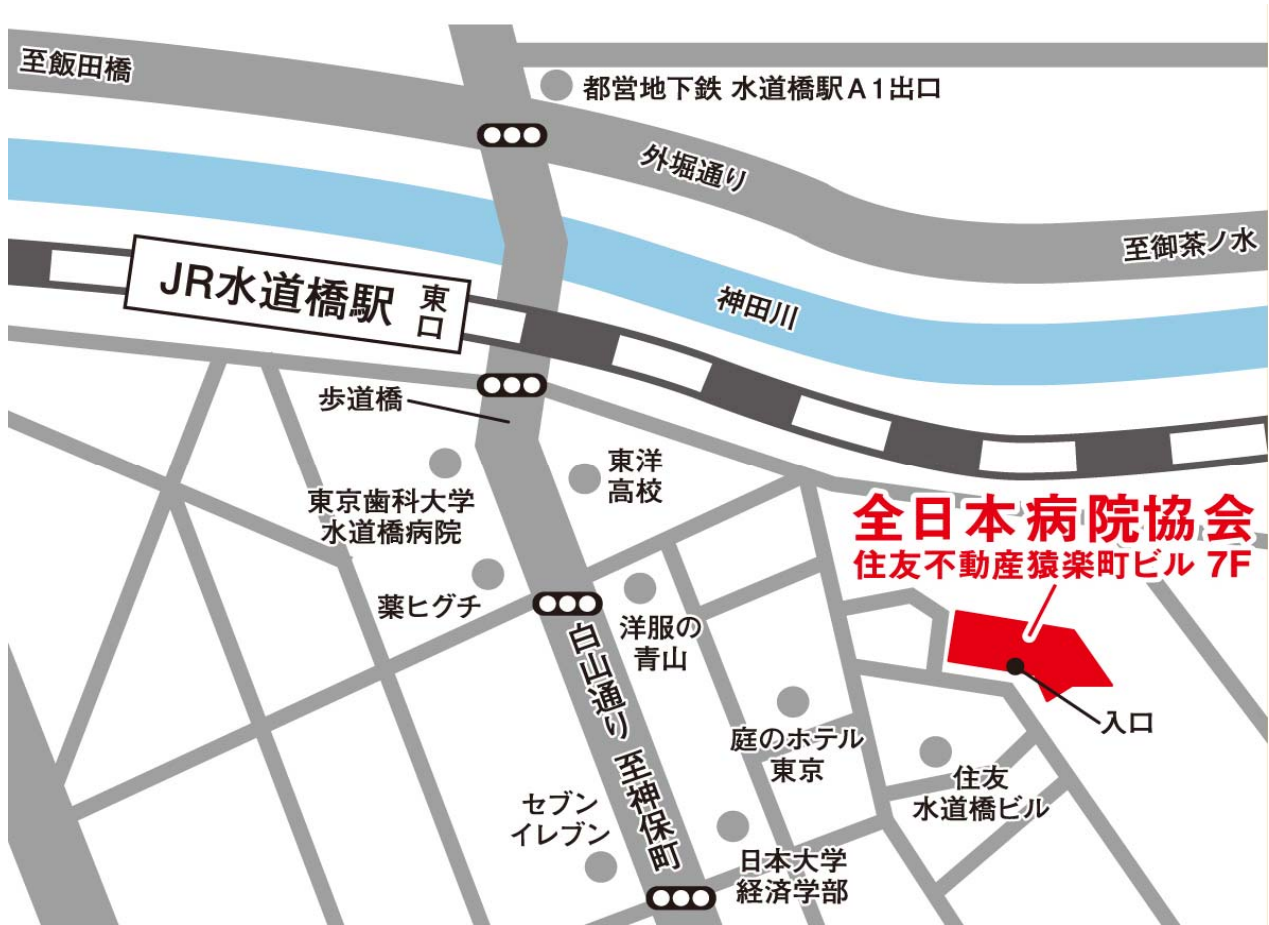 至飯田橋
都営地下鉄 水道橋駅A1出口
外堀通り
至御茶ノ水
神田川
JR水道橋駅 東口
歩道橋
東洋
高校
東京歯科大学
水道橋病院
全日本病院協会
住友不動産猿楽町ビル 7F
薬ヒグチ
洋服の
青山
白山通り 至神保町
入口
庭のホテル
東京
住友
水道橋ビル
セブン
イレブン
日本大学
経済学部